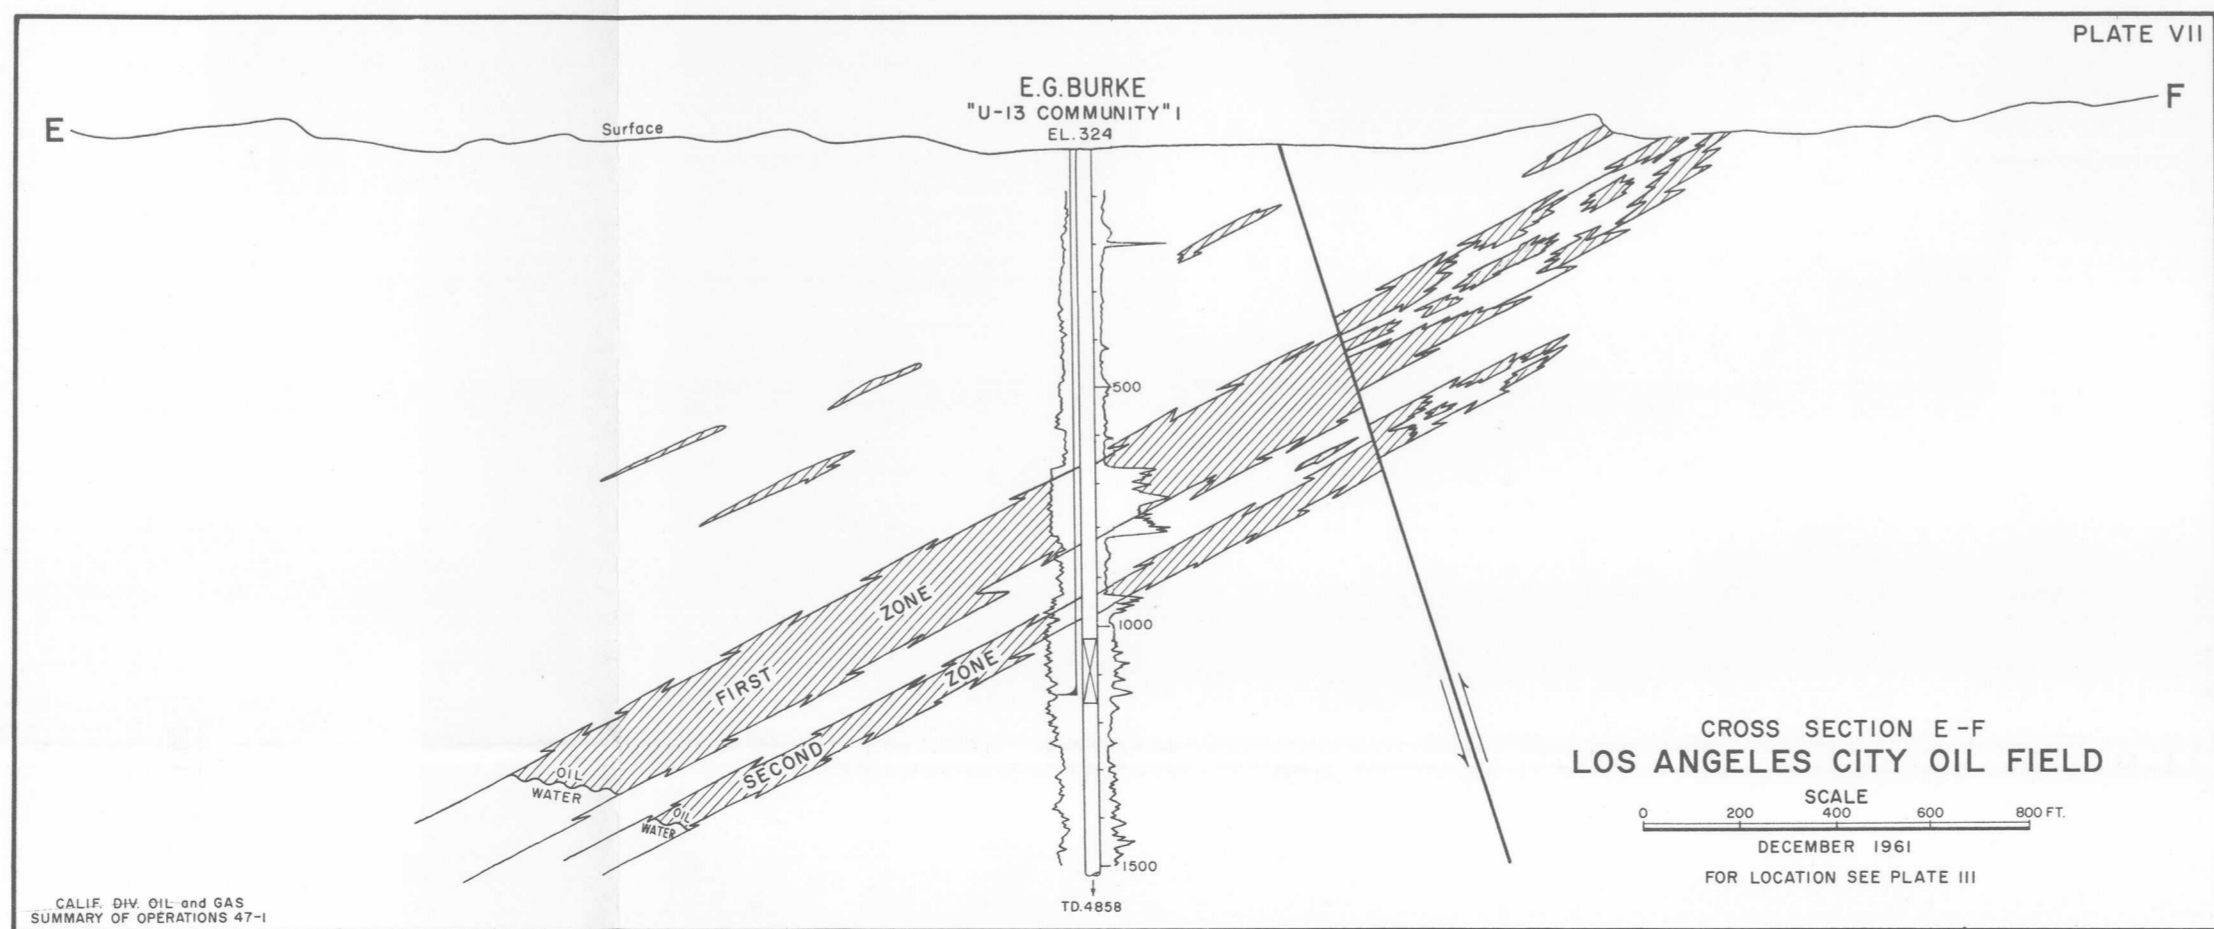 PLATE VII
E.G. BURKE
"U-13 COMMUNITY" 1
EL. 324
E
F
Surface
500
ZONE
1000
FIRST
ZONE
SECOND
OIL
WATER
OIL
WATER
1500
TD. 4858
CROSS SECTION E-F
LOS ANGELES CITY OIL FIELD
SCALE
0 200 400 600 800 FT.
DECEMBER 1961
FOR LOCATION SEE PLATE III
CALIF. DIV. OIL and GAS
SUMMARY OF OPERATIONS 47-1